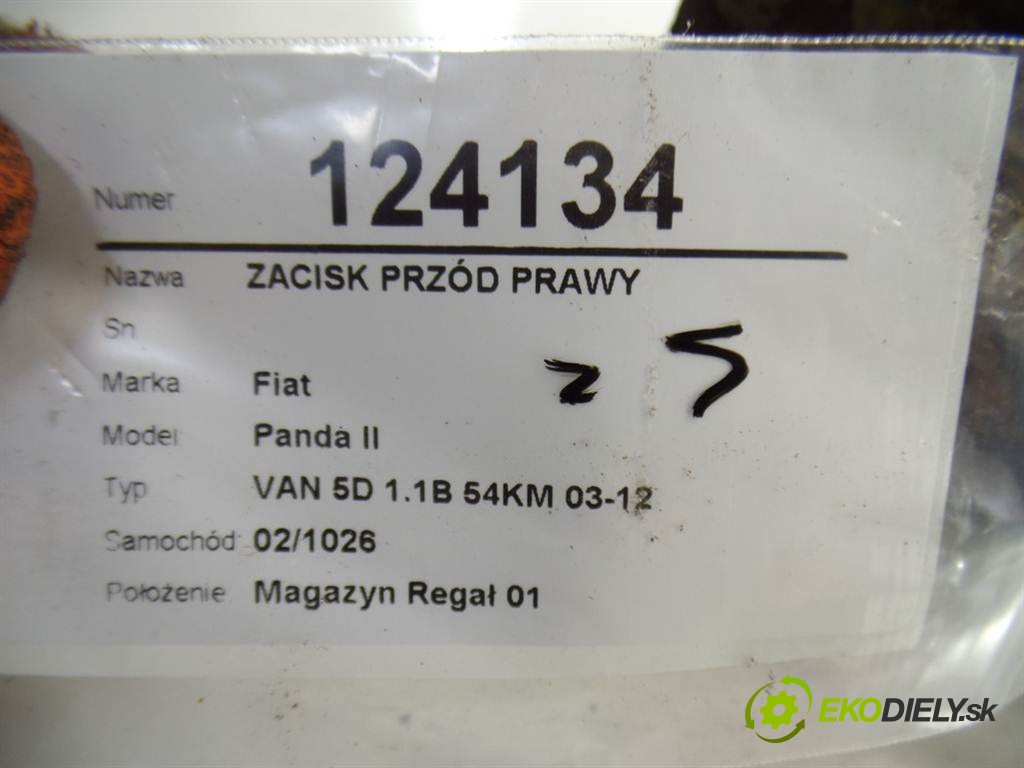 Numer 124134
Nazwa ZACISK PRZÓD PRAWY
Sn
Marka Fiat
Model Panda II
Typ VAN 5D 1.1B 54KM 03-12
Samochód 02/1026
Położenie Magazyn Regał 01
z 5
EKODIELY.sk